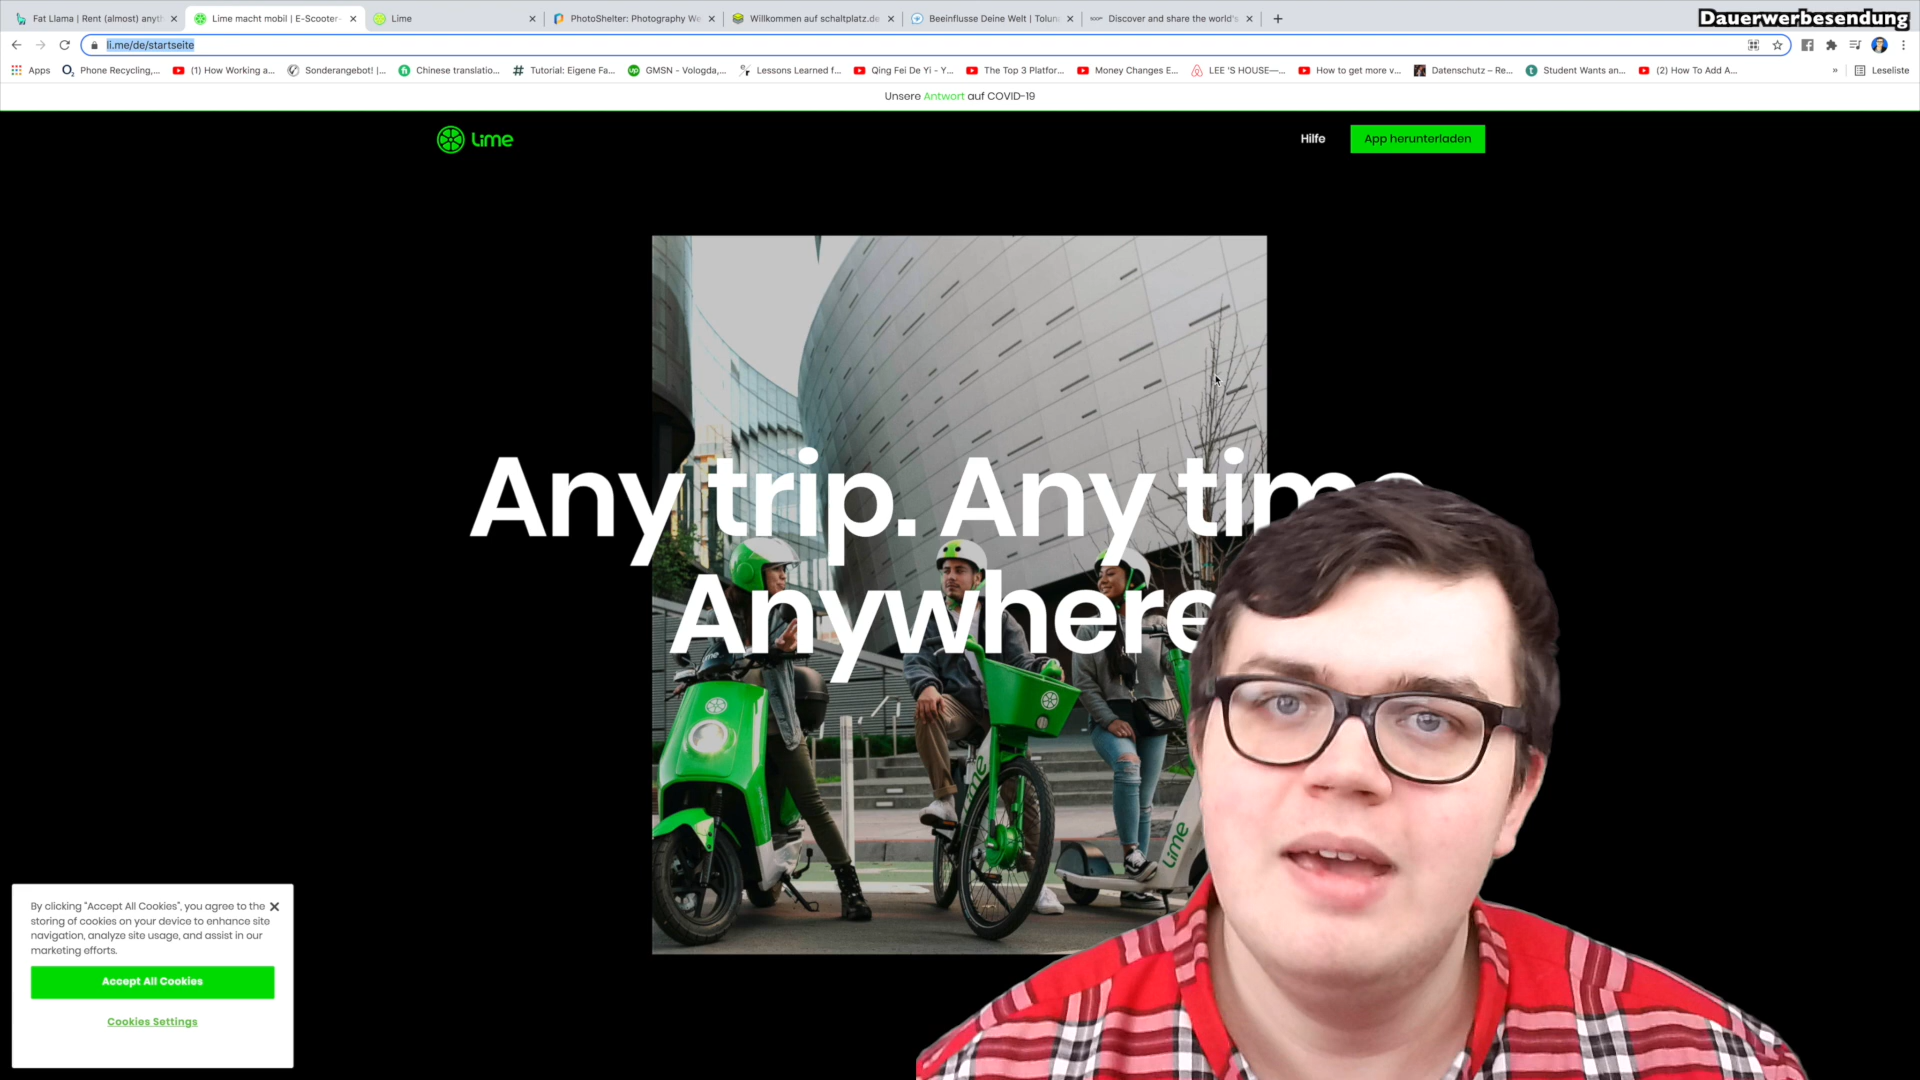 Fat Llama | Rent (almost) anyth
Lime macht mobil | E-Scooter-
Lime
PhotoShelter: Photography We
Willkommen auf schaltplatz.de
Beeinflusse Deine Welt | Tolun
Discover and share the world's
Dauerwerbesendung
li.me/de/startseite
Apps
Phone Recycling,...
(1) How Working a...
Sonderangebot! |...
Chinese translatio...
Tutorial: Eigene Fa...
GMSN - Vologda,...
Lessons Learned f...
Qing Fei De Yi - Y...
The Top 3 Platfor...
Money Changes E...
LEE 'S HOUSE—...
How to get more v...
Datenschutz – Re...
Student Wants an...
(2) How To Add A...
»
Leseliste
Unsere Antwort auf COVID-19
Lime
Hilfe
App herunterladen
Any trip. Any time
Anywhere
Lime
Lime
By clicking "Accept All Cookies", you agree to the
storing of cookies on your device to enhance site
navigation, analyze site usage, and assist in our
marketing efforts.
Accept All Cookies
Cookies Settings